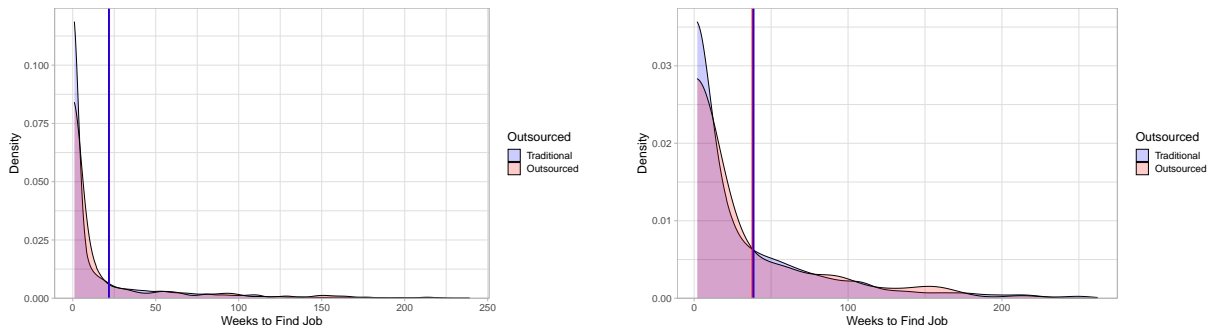 0.100
0.075
0.050
0.025
0.000
Density
0 50 100 150 200 250
Weeks to Find Job
Outsourced
Traditional
Outsourced
0.03
0.02
0.01
0.00
Density
0 100 200
Weeks to Find Job
Outsourced
Traditional
Outsourced